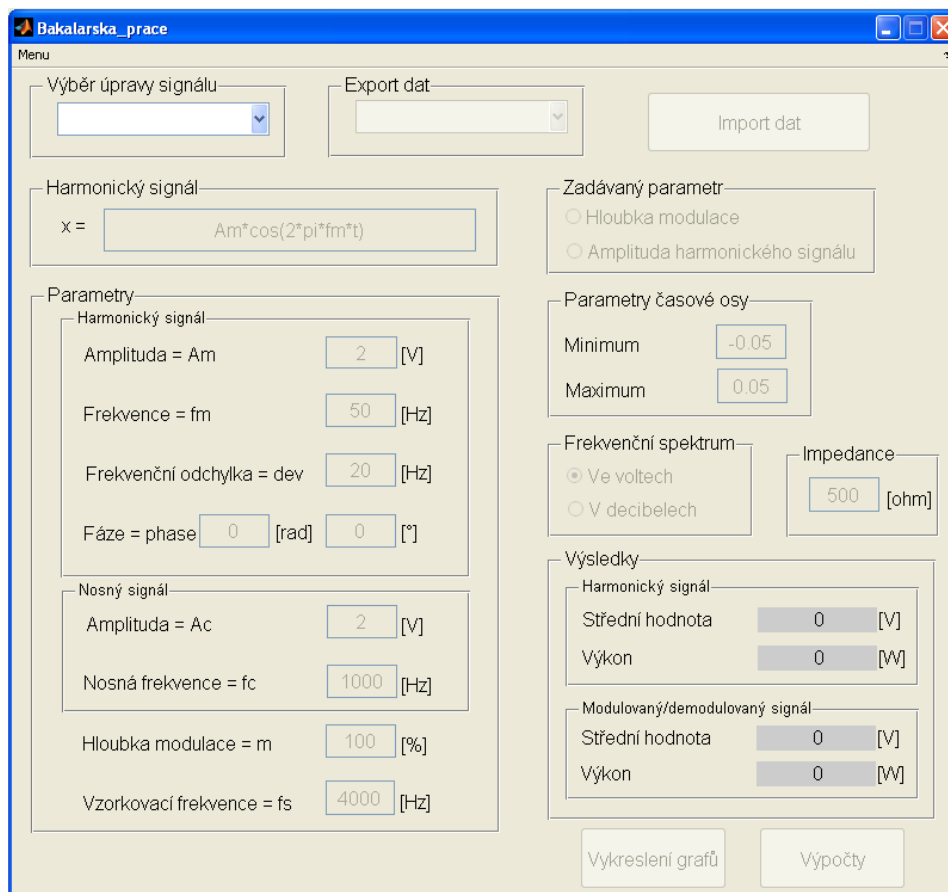 Bakalarska_prace
Menu
Výběr úpravy signálu
Export dat
Import dat
Harmonický signál
x =
Am*cos(2*pi*fm*t)
Zadávaný parametr
Hloubka modulace
Amplituda harmonického signálu
Parametry
Harmonický signál
Amplituda = Am 2 [V]
Frekvence = fm 50 [Hz]
Frekvenční odchylka = dev 20 [Hz]
Fáze = phase 0 [rad] 0 [°]
Nosný signál
Amplituda = Ac 2 [V]
Nosná frekvence = fc 1000 [Hz]
Hloubka modulace = m 100 [%]
Vzorkovací frekvence = fs 4000 [Hz]
Parametry časové osy
Minimum -0.05
Maximum 0.05
Frekvenční spektrum
Ve voltech
V decibelech
Impedance
500 [ohm]
Výsledky
Harmonický signál
Střední hodnota 0 [V]
Výkon 0 [W]
Modulovaný/demodulovaný signál
Střední hodnota 0 [V]
Výkon 0 [W]
Vykreslení grafů
Výpočty